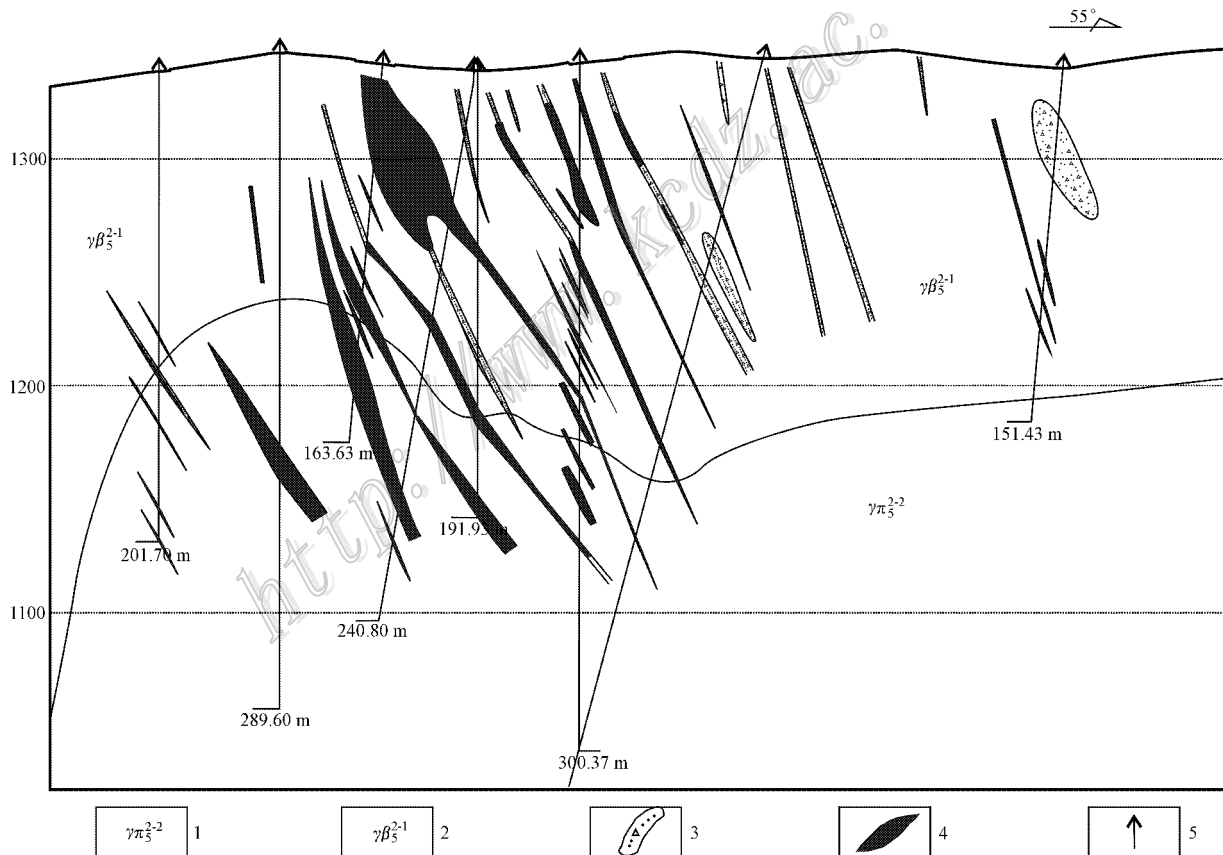 55°
1300
γβ₅²⁻¹
γβ₅²⁻¹
1200
163.63 m
151.43 m
γπ₅²⁻²
191.93 m
201.70 m
1100
240.80 m
289.60 m
300.37 m
http://www.kcdz.ac.
γπ₅²⁻² 1 γβ₅²⁻¹ 2 3 4 5